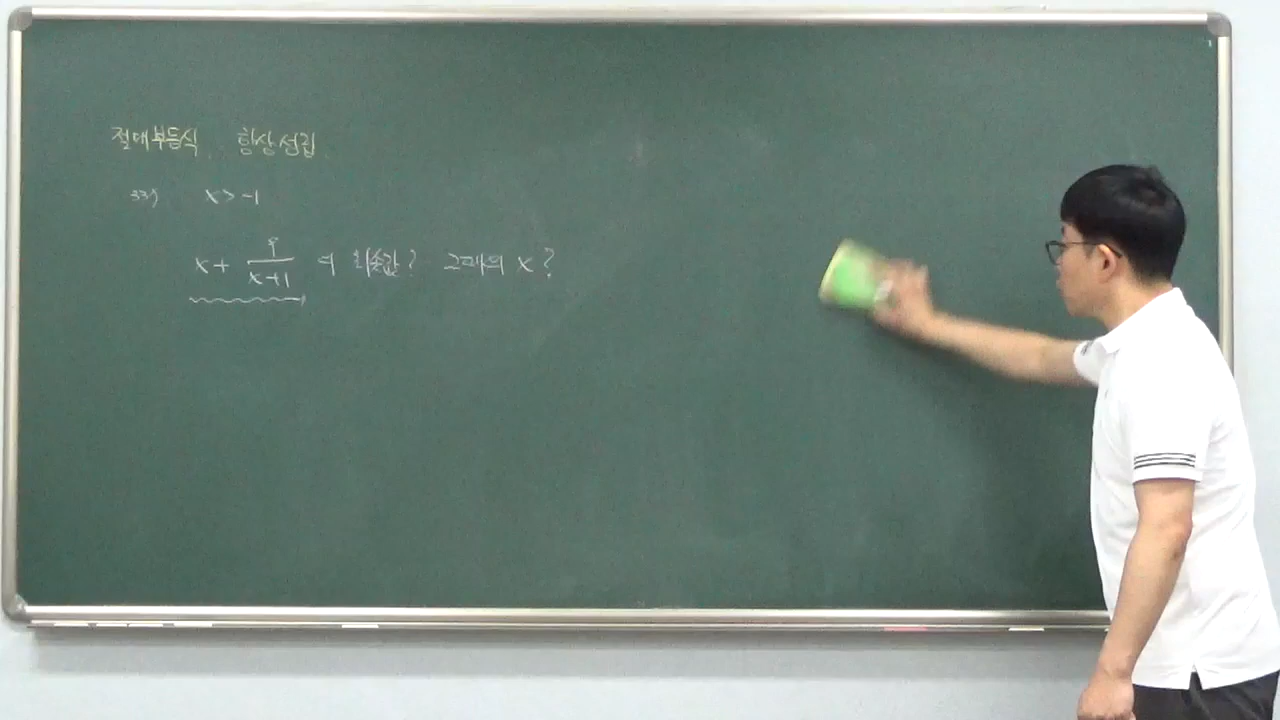 절대부등식 항상 성립
337) x > -1
x + 9/(x+1) 의 최솟값? 그때의 x?